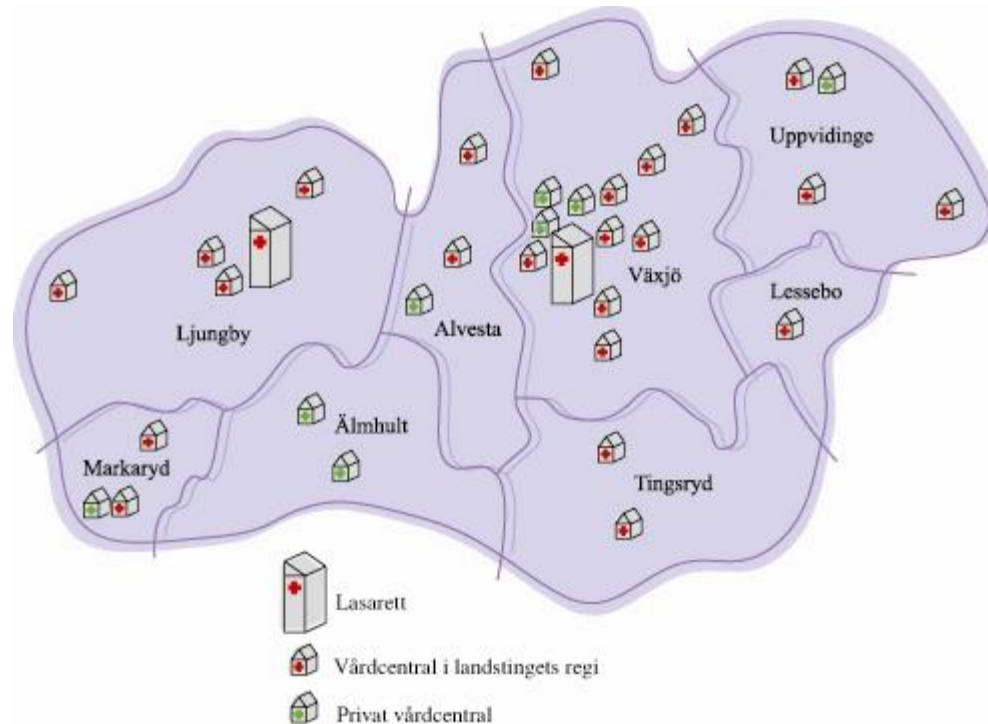 Uppvidinge
Växjö
Lessebo
Ljungby
Alvesta
Älmhult
Markaryd
Tingsryd
Lasarett
Vårdcentral i landstingets regi
Privat vårdcentral